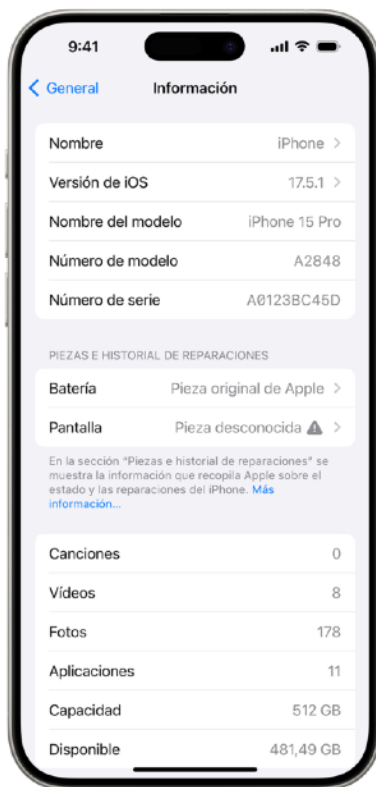 9:41
General
Información
Nombre iPhone
Versión de iOS 17.5.1
Nombre del modelo iPhone 15 Pro
Número de modelo A2848
Número de serie A0123BC45D
PIEZAS E HISTORIAL DE REPARACIONES
Batería Pieza original de Apple
Pantalla Pieza desconocida
En la sección "Piezas e historial de reparaciones" se
muestra la información que recopila Apple sobre el
estado y las reparaciones del iPhone. Más
información...
Canciones 0
Vídeos 8
Fotos 178
Aplicaciones 11
Capacidad 512 GB
Disponible 481,49 GB